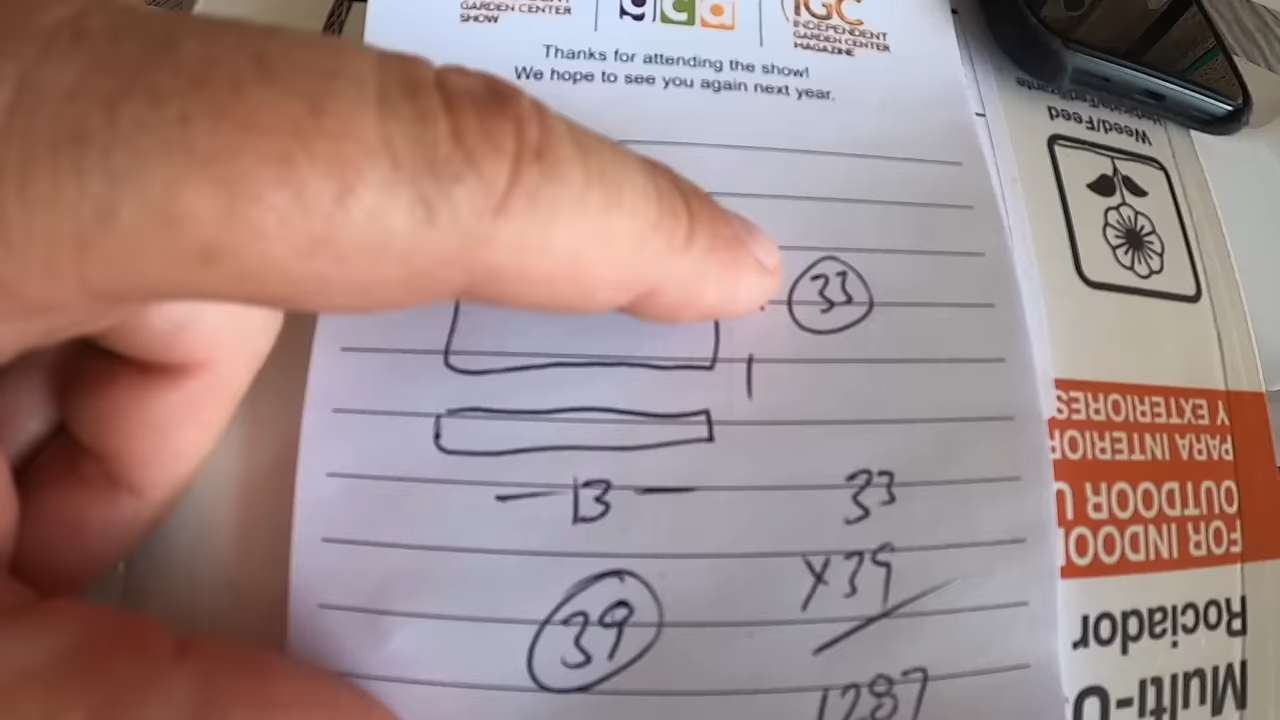 GARDEN CENTER
SHOW
gca
IGC
INDEPENDENT
GARDEN CENTER
MAGAZINE
Thanks for attending the show!
We hope to see you again next year.
33
13
33
x39
39
1287
Weed/Feed
Y EXTERIORES
PARA INTERIOR
OUTDOOR U
FOR INDOO
Rociador
Multi-U